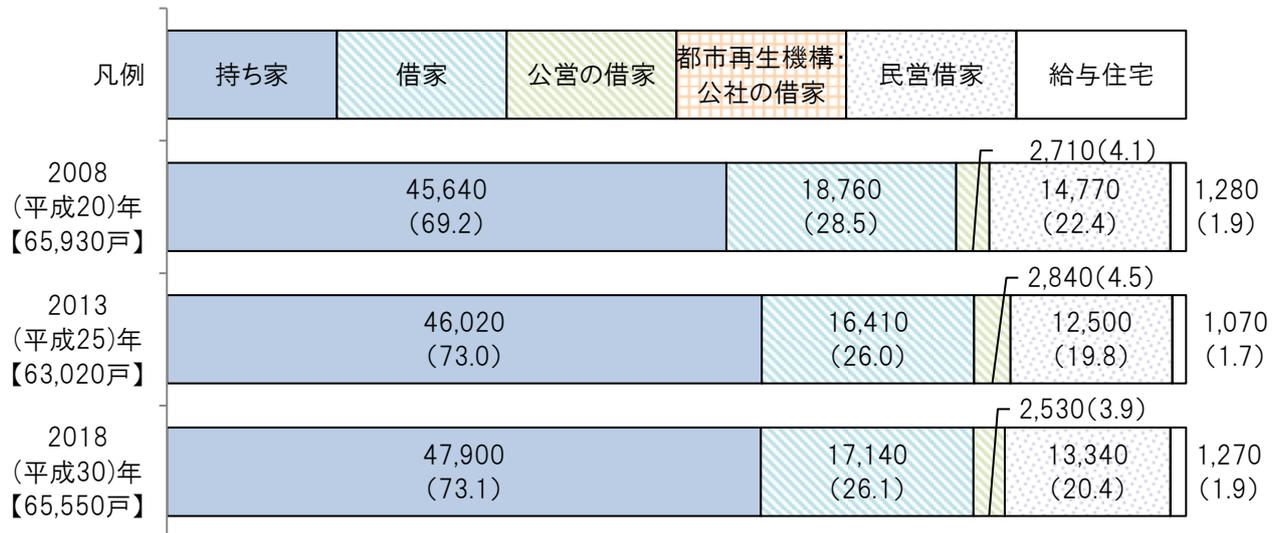 凡例
持ち家
借家
公営の借家
都市再生機構・
公社の借家
民営借家
給与住宅
2008
(平成20)年
【65,930戸】
45,640
(69.2)
18,760
(28.5)
2,710(4.1)
14,770
(22.4)
1,280
(1.9)
2013
(平成25)年
【63,020戸】
46,020
(73.0)
16,410
(26.0)
2,840(4.5)
12,500
(19.8)
1,070
(1.7)
2018
(平成30)年
【65,550戸】
47,900
(73.1)
17,140
(26.1)
2,530(3.9)
13,340
(20.4)
1,270
(1.9)